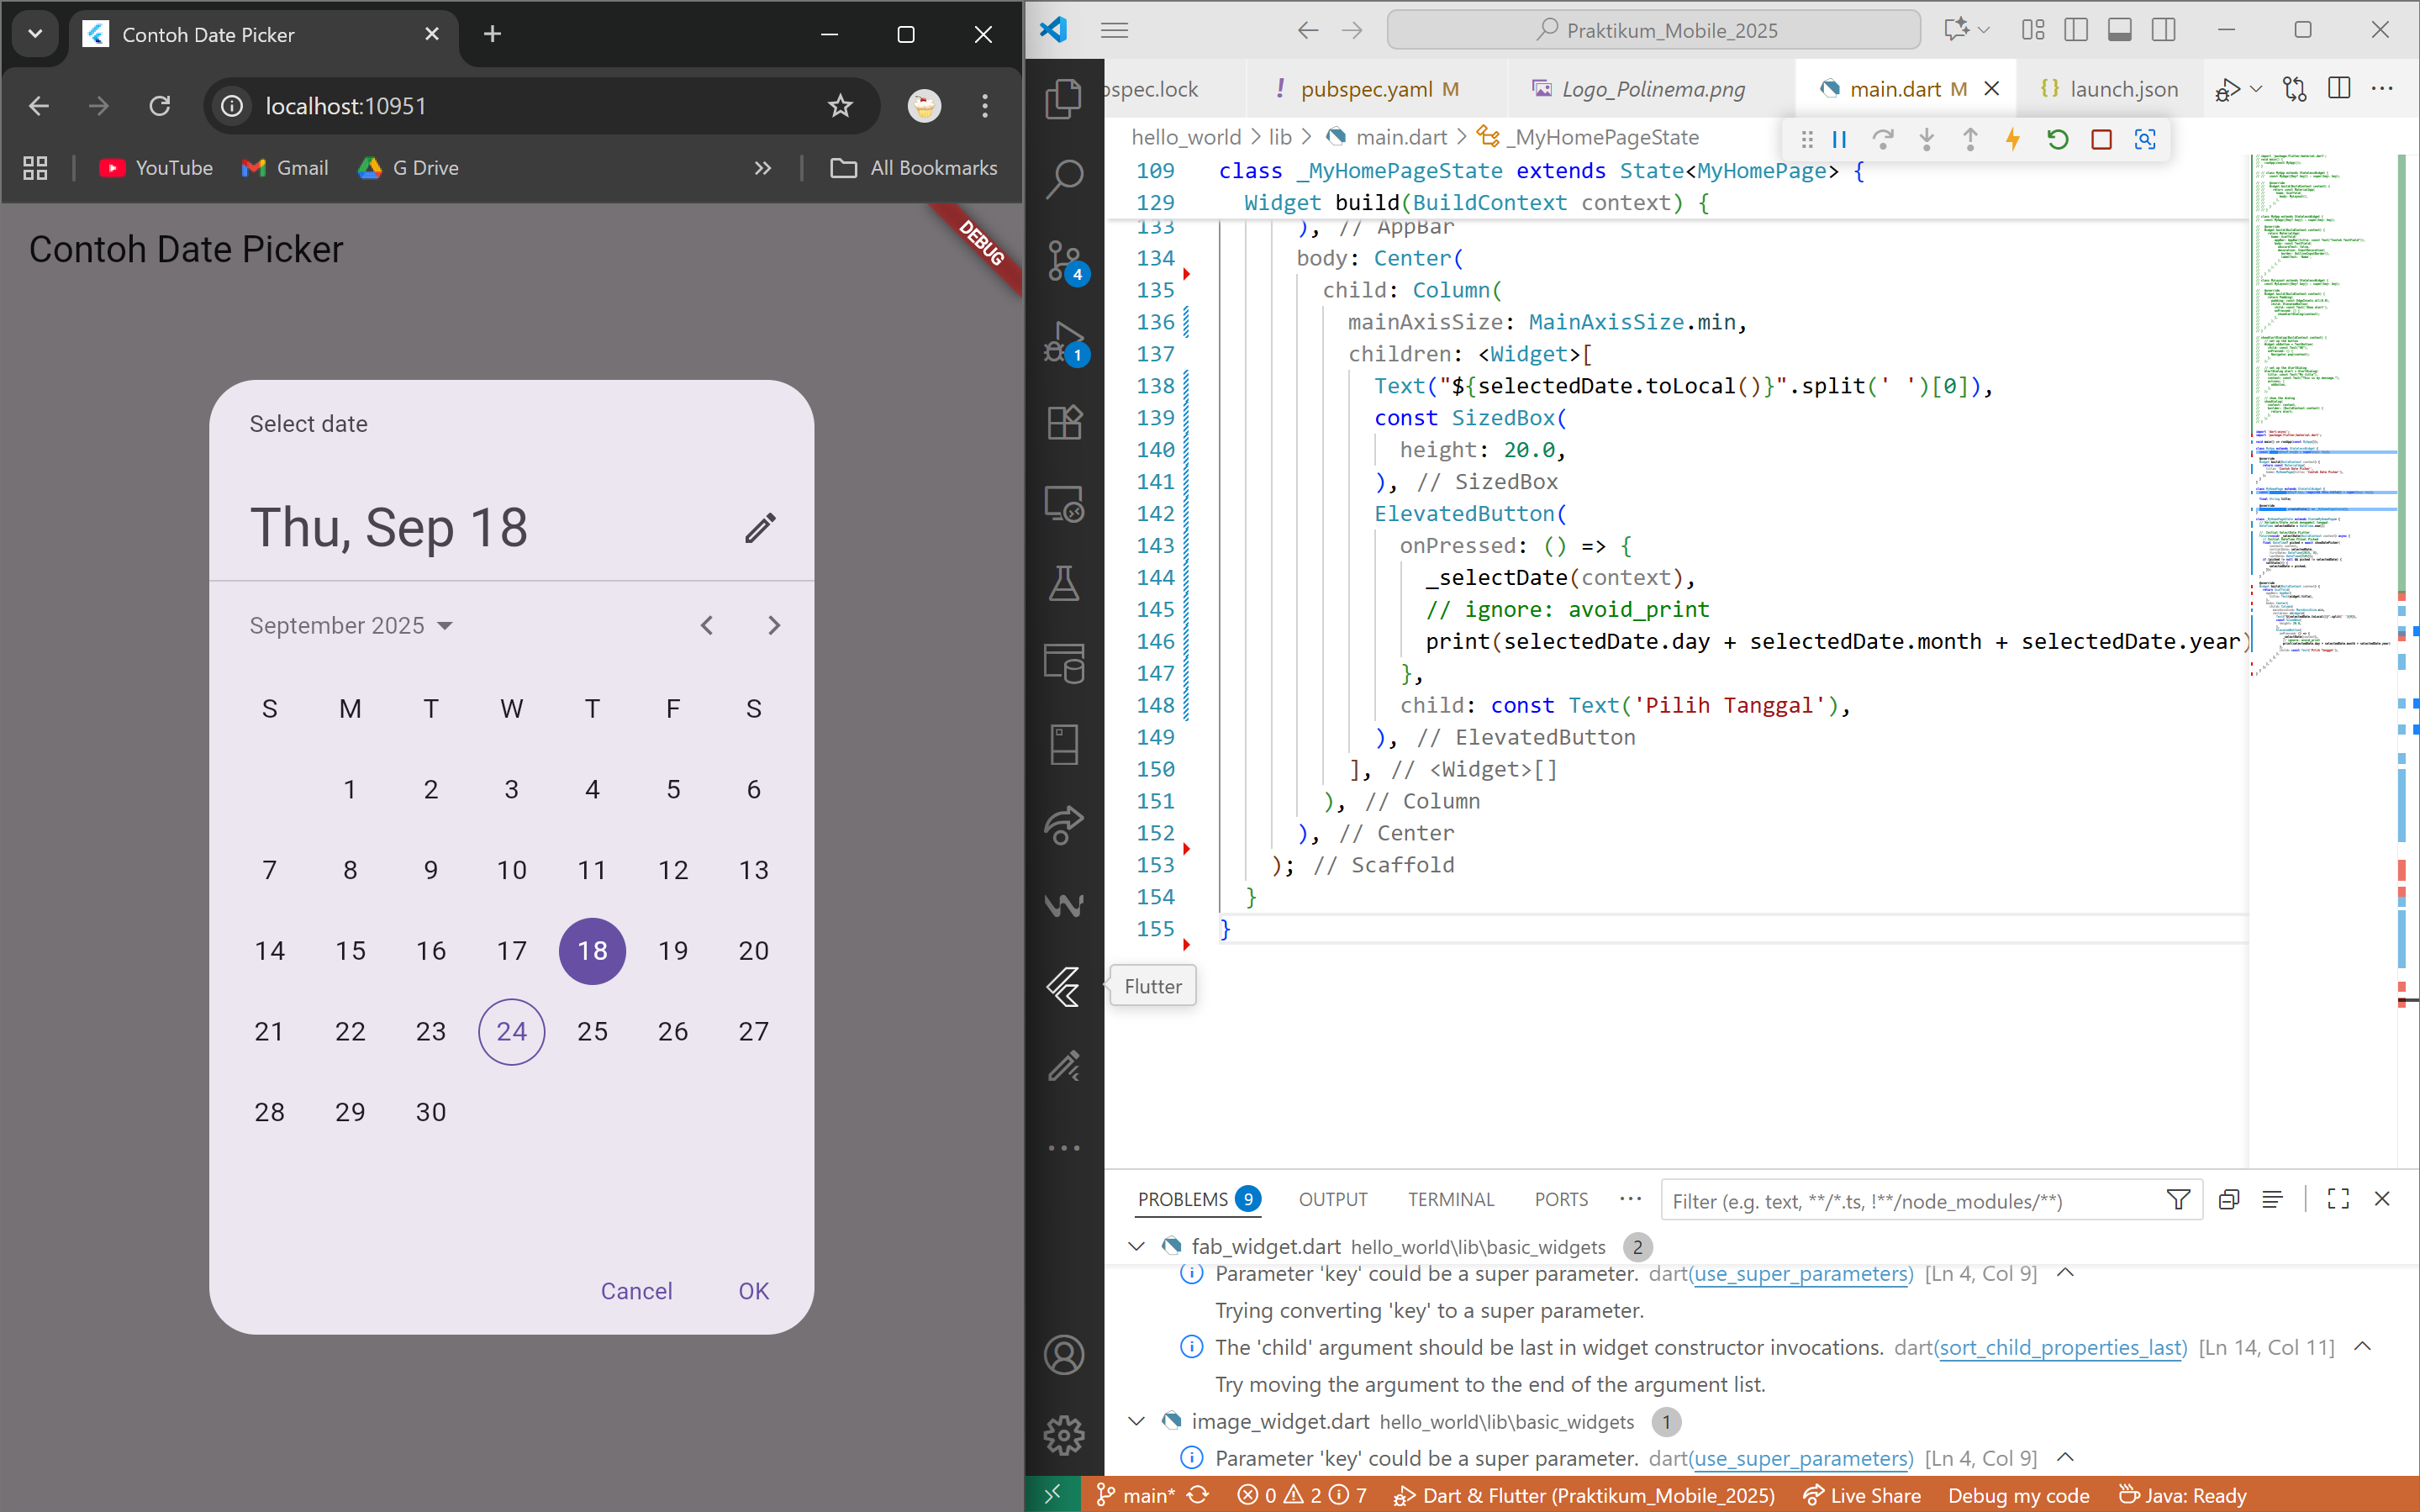 Contoh Date Picker
localhost:10951
YouTube
Gmail
G Drive
All Bookmarks
Contoh Date Picker
DEBUG
Select date
Thu, Sep 18
September 2025
S M T W T F S
1 2 3 4 5 6
7 8 9 10 11 12 13
14 15 16 17 18 19 20
21 22 23 24 25 26 27
28 29 30
Cancel OK
Praktikum_Mobile_2025
pspec.lock
! pubspec.yaml M
Logo_Polinema.png
main.dart M
{} launch.json
hello_world > lib > main.dart > _MyHomePageState
109 class _MyHomePageState extends State<MyHomePage> {
129 Widget build(BuildContext context) {
133 ), // AppBar
134 body: Center(
135 child: Column(
136 mainAxisSize: MainAxisSize.min,
137 children: <Widget>[
138 Text("${selectedDate.toLocal()}".split(' ')[0]),
139 const SizedBox(
140 height: 20.0,
141 ), // SizedBox
142 ElevatedButton(
143 onPressed: () => {
144 _selectDate(context),
145 // ignore: avoid_print
146 print(selectedDate.day + selectedDate.month + selectedDate.year)
147 },
148 child: const Text('Pilih Tanggal'),
149 ), // ElevatedButton
150 ], // <Widget>[]
151 ), // Column
152 ), // Center
153 ); // Scaffold
154 }
155 }
4
1
Flutter
PROBLEMS 9 OUTPUT TERMINAL PORTS ··· Filter (e.g. text, **/*.ts, !**/node_modules/**)
fab_widget.dart hello_world\lib\basic_widgets 2
Parameter 'key' could be a super parameter. dart(use_super_parameters) [Ln 4, Col 9]
Trying converting 'key' to a super parameter.
The 'child' argument should be last in widget constructor invocations. dart(sort_child_properties_last) [Ln 14, Col 11]
Try moving the argument to the end of the argument list.
image_widget.dart hello_world\lib\basic_widgets 1
Parameter 'key' could be a super parameter. dart(use_super_parameters) [Ln 4, Col 9]
main* 0 2 7 Dart & Flutter (Praktikum_Mobile_2025) Live Share Debug my code Java: Ready